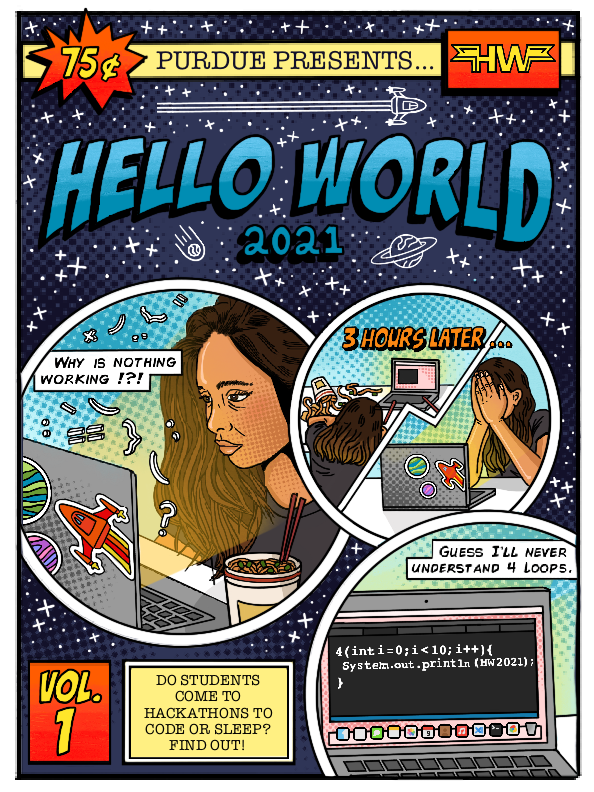 75¢
PURDUE PRESENTS...
HW
HELLO WORLD
2021
WHY IS NOTHING
WORKING !?!
3 HOURS LATER ...
GUESS I'LL NEVER
UNDERSTAND 4 LOOPS.
4(int i=0;i<10;i++){
System.out.println(HW2021);
}
VOL.
1
DO STUDENTS
COME TO
HACKATHONS TO
CODE OR SLEEP?
FIND OUT!